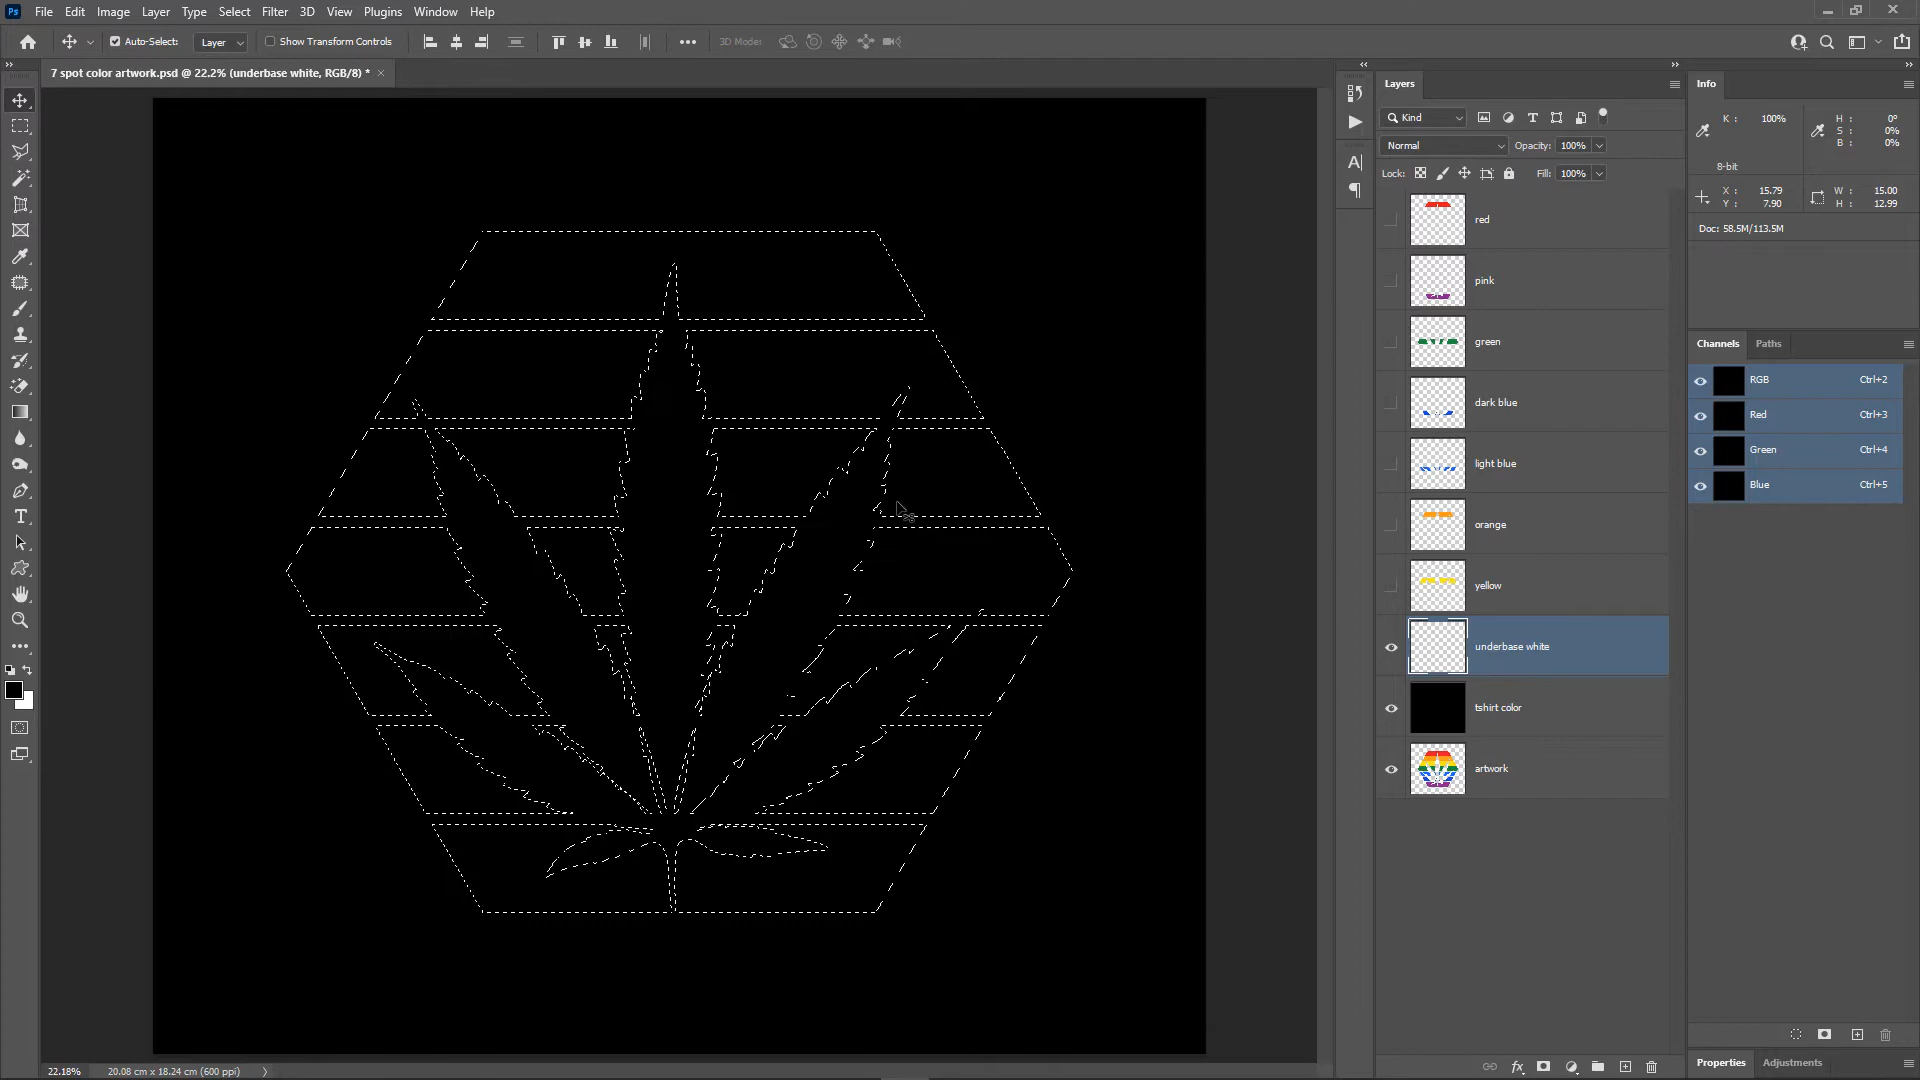 Ps File Edit Image Layer Type Select Filter 3D View Plugins Window Help
Auto-Select: Layer Show Transform Controls 3D Mode:
7 spot color artwork.psd @ 22.2% (underbase white, RGB/8) * ×
Layers
Kind
Normal Opacity: 100%
Lock: Fill: 100%
red
pink
green
dark blue
light blue
orange
yellow
underbase white
tshirt color
artwork
Info
K : 100% H : 0°
S : 0%
B : 0%
8-bit
X : 15.79 W : 15.00
Y : 7.90 H : 12.99
Doc: 58.5M/113.5M
Channels Paths
RGB Ctrl+2
Red Ctrl+3
Green Ctrl+4
Blue Ctrl+5
Properties Adjustments
22.18% 20.08 cm x 18.24 cm (600 ppi)